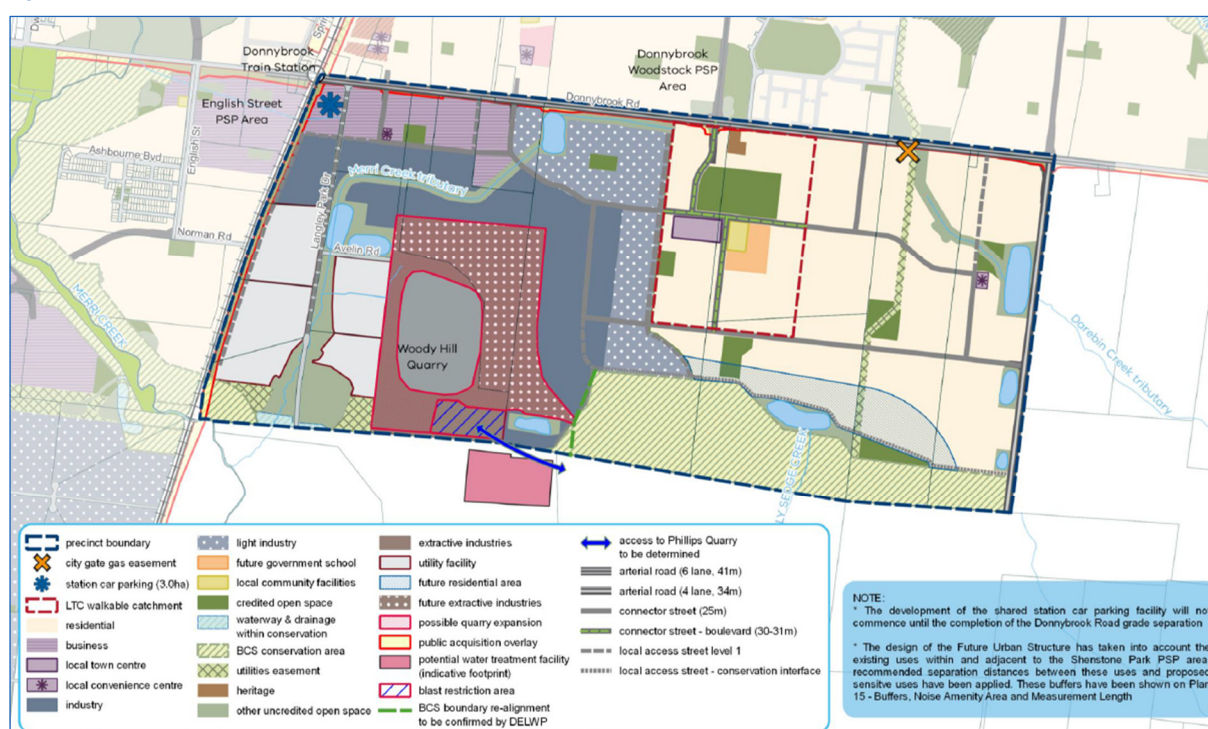 Donnybrook
Train Station
Donnybrook
Woodstock PSP
Area
English Street
PSP Area
Donnybrook Rd
English St
Ashbourne Bvd
Merri Creek tributary
Langley Park Dr
Norman Rd
Avelin Rd
MERRI CREEK
Woody Hill
Quarry
Darebin Creek tributary
LY SEDGE CREEK
precinct boundary
city gate gas easement
station car parking (3.0ha)
LTC walkable catchment
residential
business
local town centre
local convenience centre
industry
light industry
future government school
local community facilities
credited open space
waterway & drainage
within conservation
BCS conservation area
utilities easement
heritage
other uncredited open space
extractive industries
utility facility
future residential area
future extractive industries
possible quarry expansion
public acquisition overlay
potential water treatment facility
(indicative footprint)
blast restriction area
BCS boundary re-alignment
to be confirmed by DELWP
access to Phillips Quarry
to be determined
arterial road (6 lane, 41m)
arterial road (4 lane, 34m)
connector street (25m)
connector street - boulevard (30-31m)
local access street level 1
local access street - conservation interface
NOTE:
* The development of the shared station car parking facility will no
commence until the completion of the Donnybrook Road grade separation
* The design of the Future Urban Structure has taken into account the
existing uses within and adjacent to the Shenstone Park PSP area
recommended separation distances between these uses and proposed
sensitve uses have been applied. These buffers have been shown on Plan
15 - Buffers, Noise Amenity Area and Measurement Length